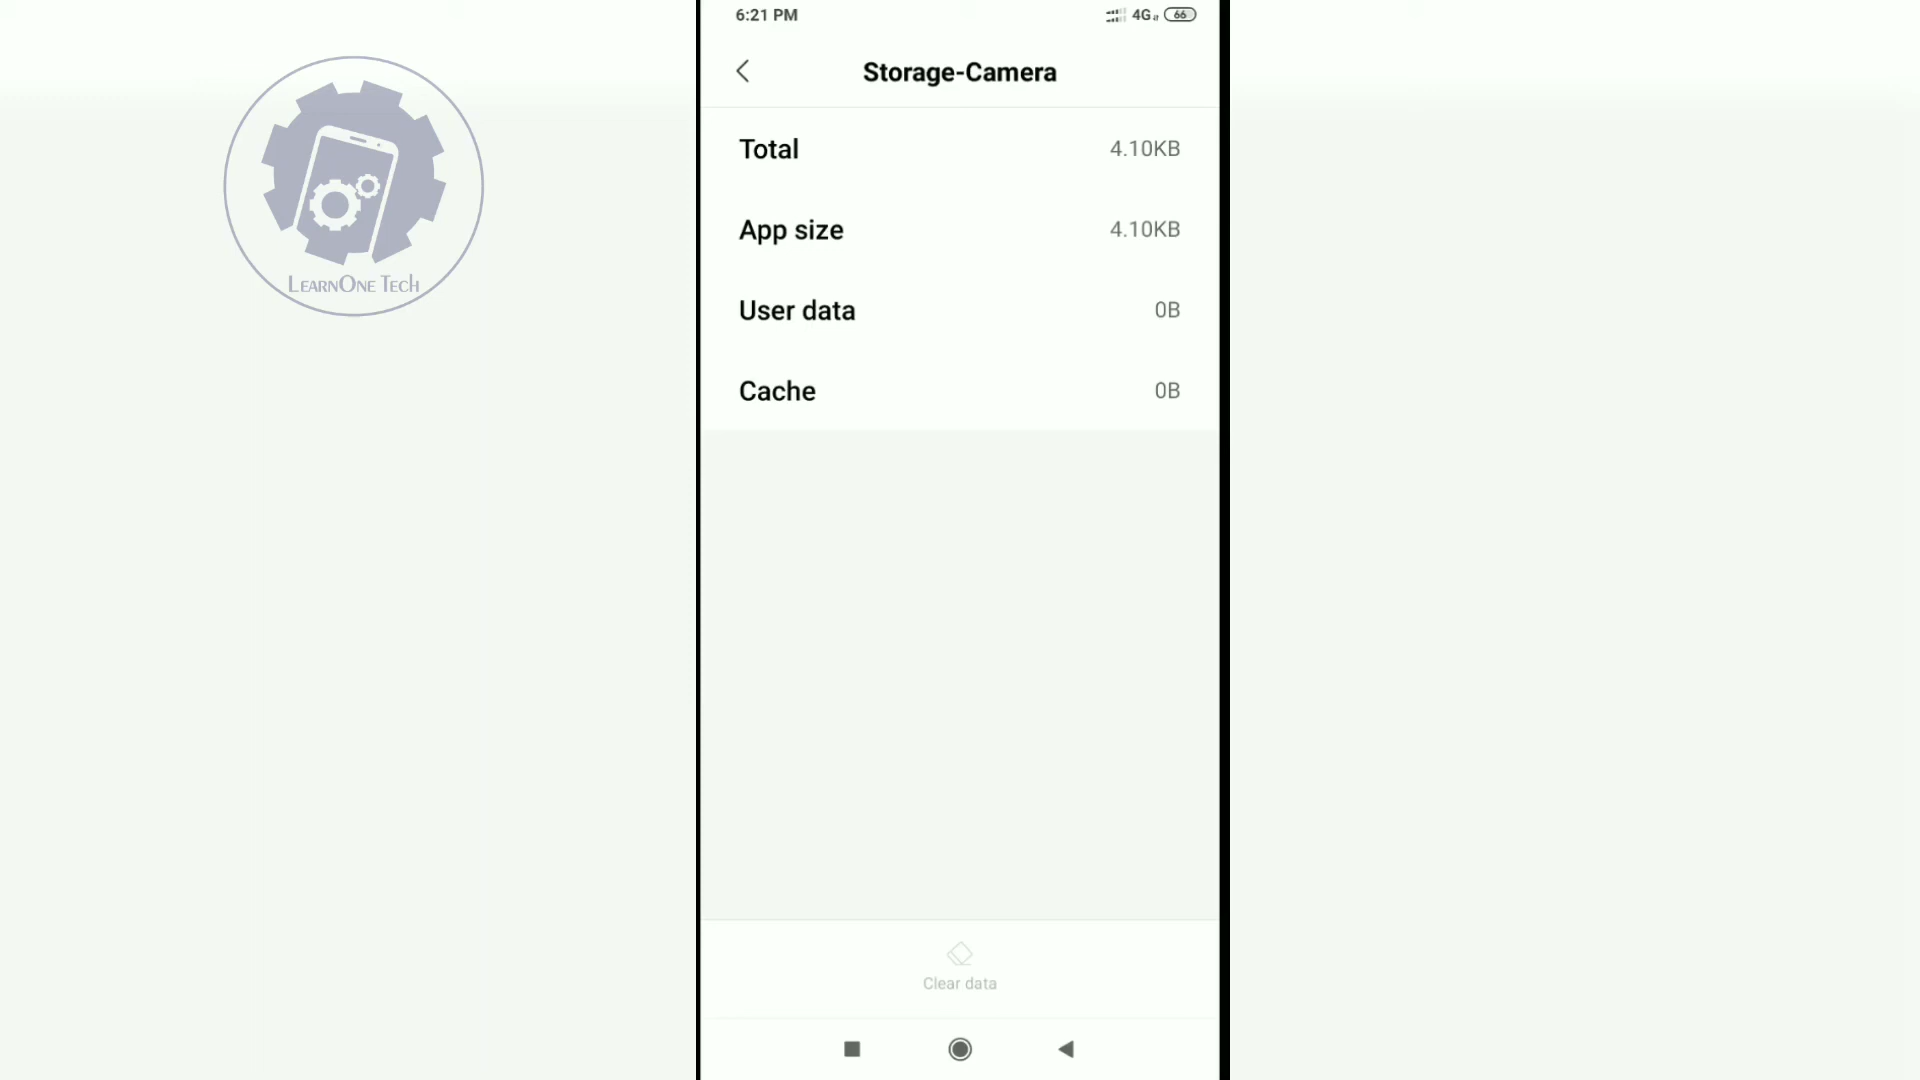 6:21 PM
4G
66
Storage-Camera
Total 4.10KB
App size 4.10KB
User data 0B
Cache 0B
Clear data
LEARNONE TECH